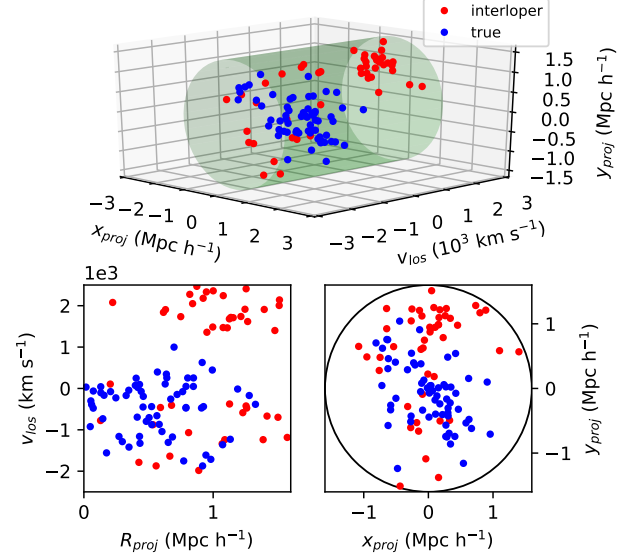 interloper
true
1.5
1.0
0.5
0.0
−0.5
−1.0
−1.5
y_proj (Mpc h⁻¹)
−3 −2 −1 0 1 2 3
x_proj (Mpc h⁻¹)
−3 −2 −1 0 1 2 3
v_los (10³ km s⁻¹)
1e3
2
1
0
−1
−2
v_los (km s⁻¹)
0 1
R_proj (Mpc h⁻¹)
1
0
−1
y_proj (Mpc h⁻¹)
−1 0 1
x_proj (Mpc h⁻¹)